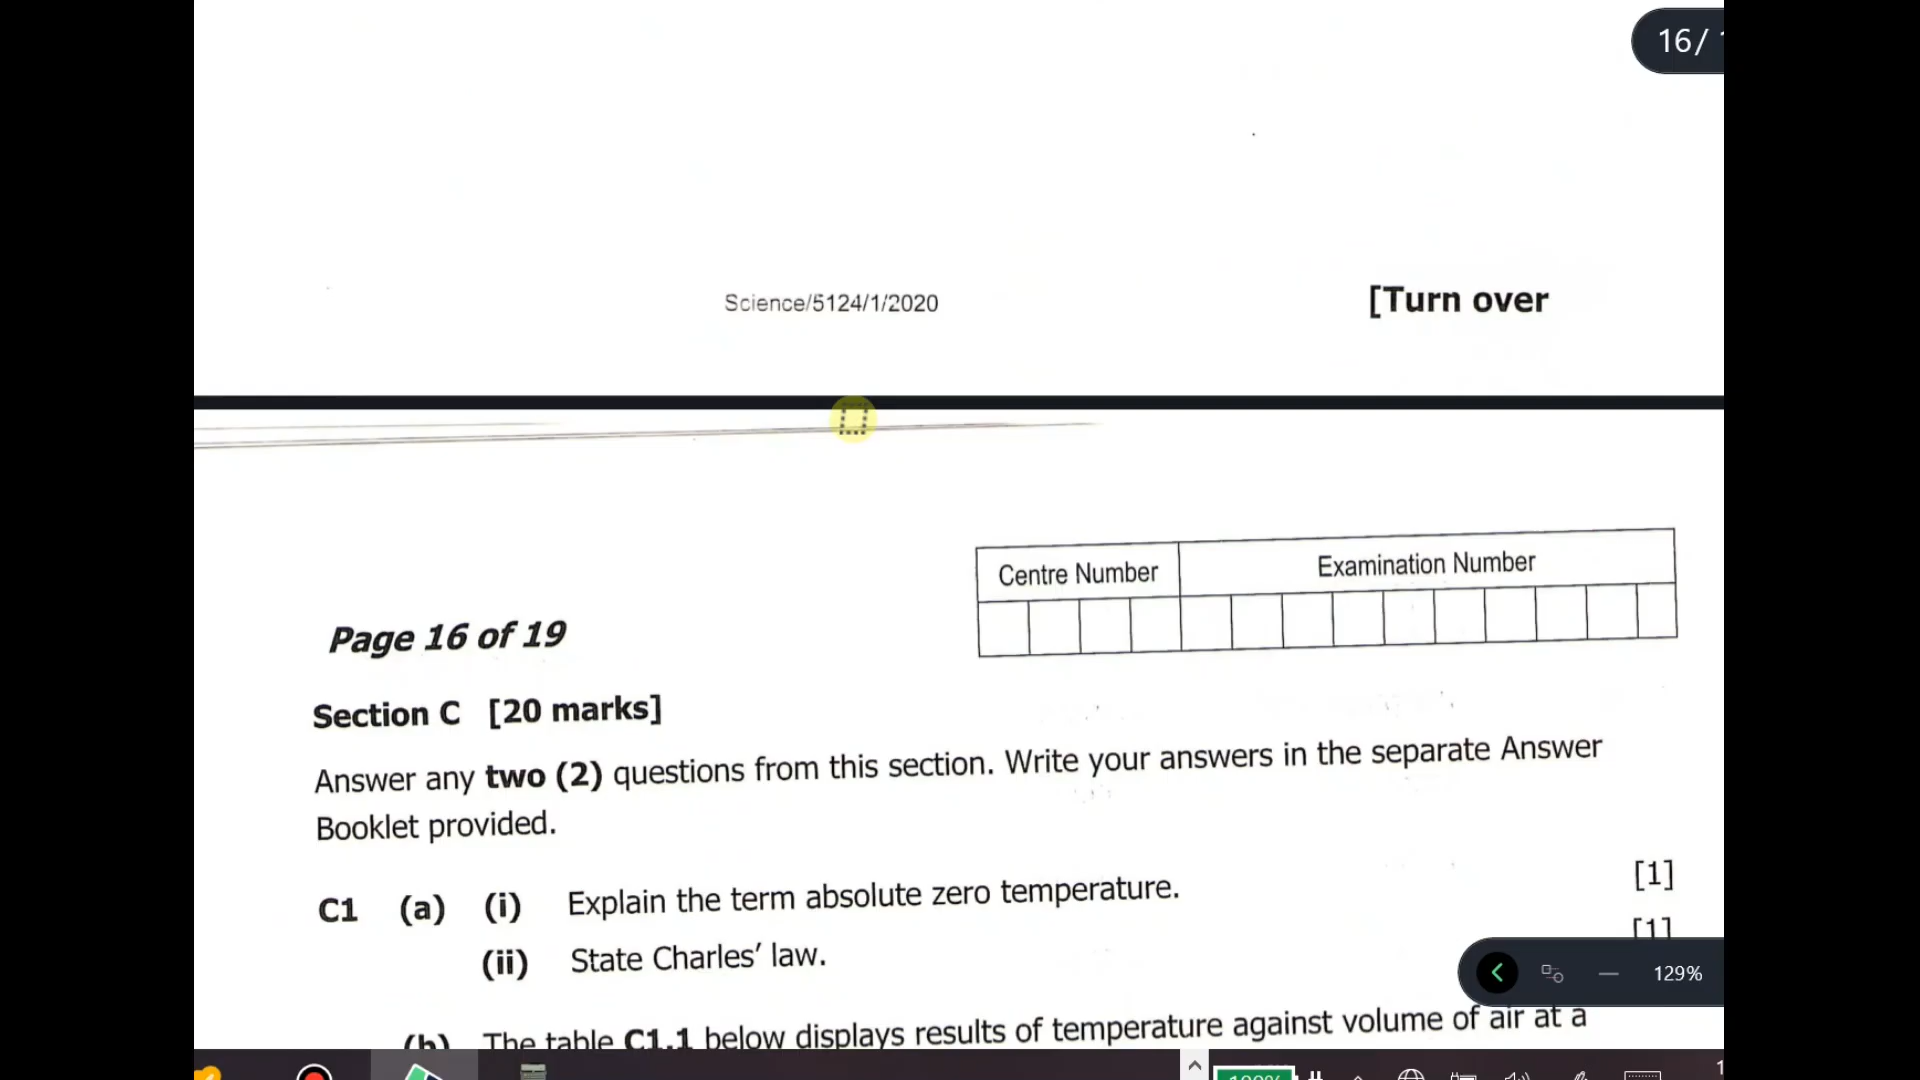 16/
Science/5124/1/2020
[Turn over
Centre Number Examination Number
Page 16 of 19
Section C [20 marks]
Answer any two (2) questions from this section. Write your answers in the separate Answer
Booklet provided.
C1 (a) (i) Explain the term absolute zero temperature. [1]
(ii) State Charles' law. [1]
129%
(b) The table C1.1 below displays results of temperature against volume of air at a
100%